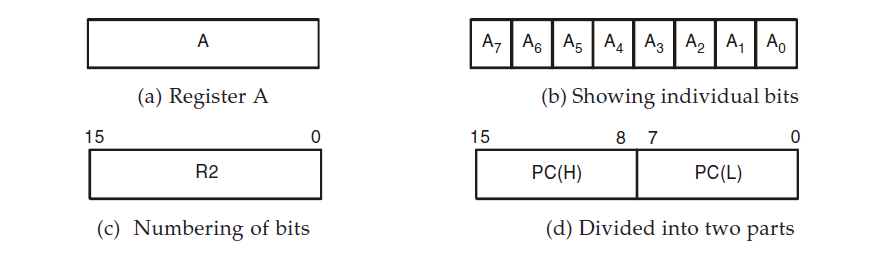 A
A₇ A₆ A₅ A₄ A₃ A₂ A₁ A₀
(a) Register A
(b) Showing individual bits
15 0
15 8 7 0
R2
PC(H) PC(L)
(c) Numbering of bits
(d) Divided into two parts